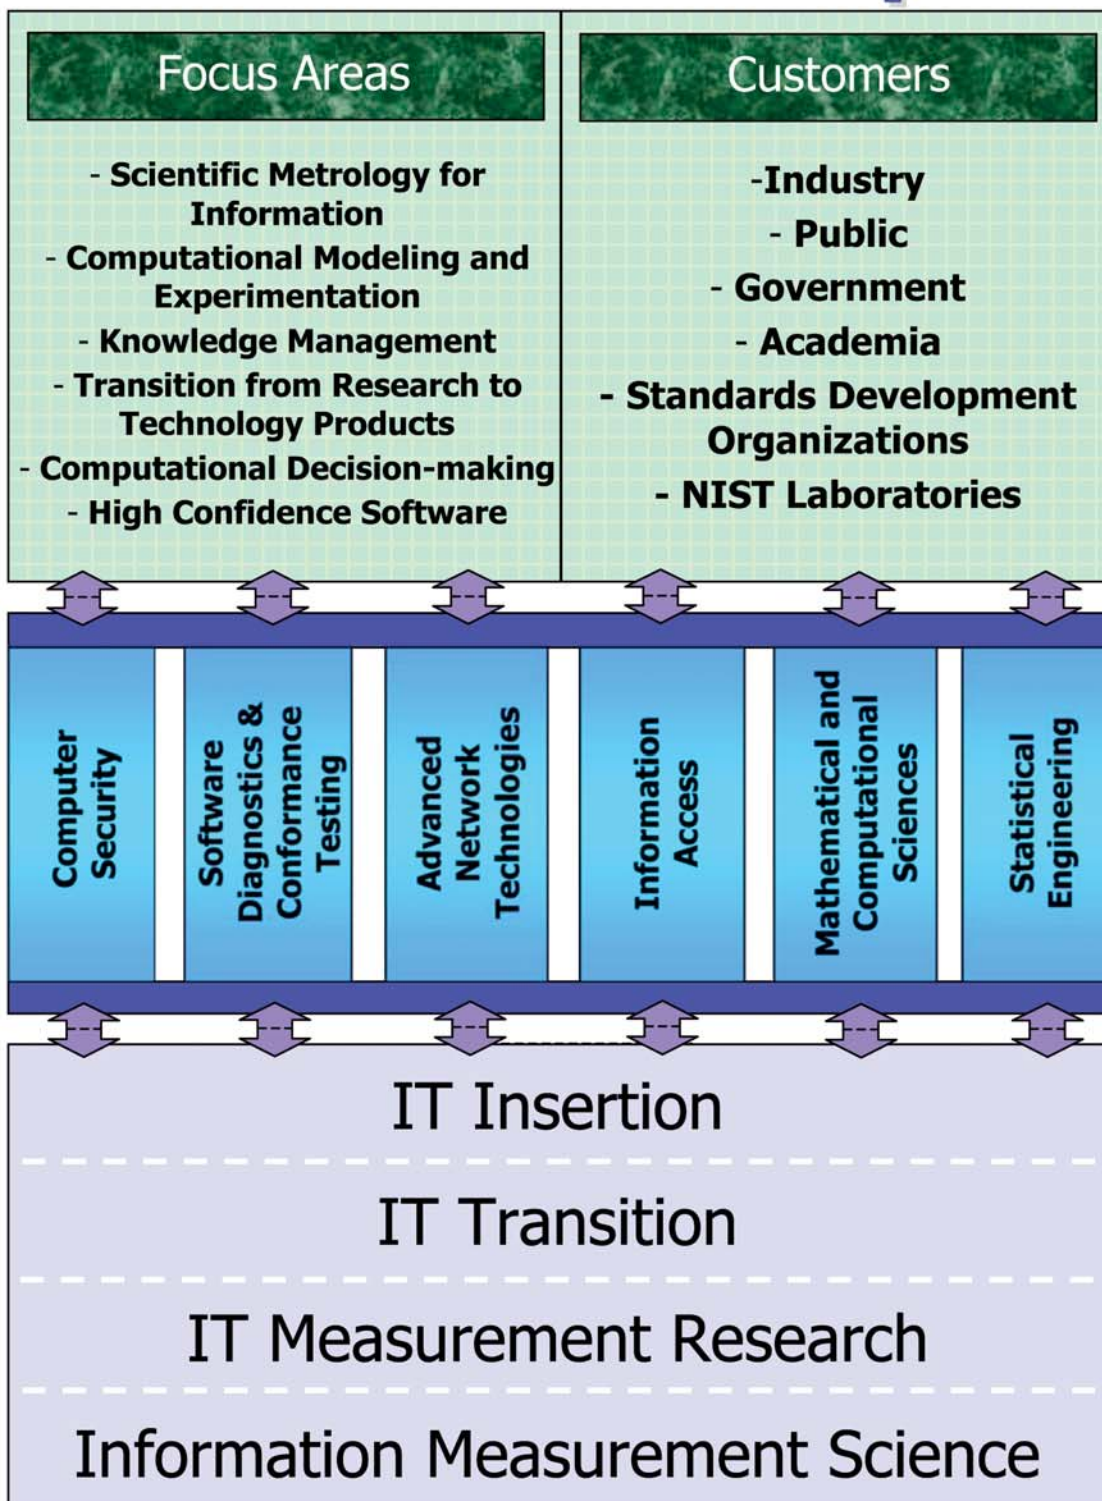 Focus Areas
- Scientific Metrology for
Information
- Computational Modeling and
Experimentation
- Knowledge Management
- Transition from Research to
Technology Products
- Computational Decision-making
- High Confidence Software
Customers
-Industry
- Public
- Government
- Academia
- Standards Development
Organizations
- NIST Laboratories
Computer
Security
Software
Diagnostics &
Conformance
Testing
Advanced
Network
Technologies
Information
Access
Mathematical and
Computational
Sciences
Statistical
Engineering
IT Insertion
IT Transition
IT Measurement Research
Information Measurement Science